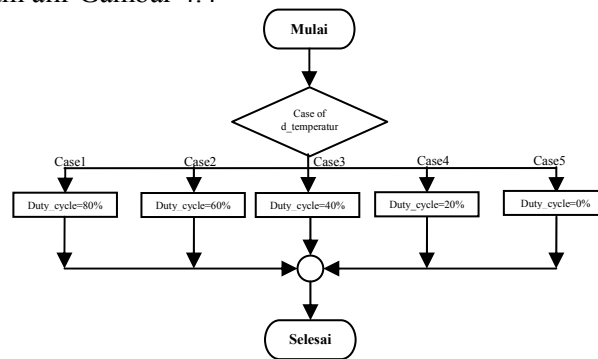 Mulai
Case of
d_temperatur
Case1 Case2 Case3 Case4 Case5
Duty_cycle=80% Duty_cycle=60% Duty_cycle=40% Duty_cycle=20% Duty_cycle=0%
Selesai